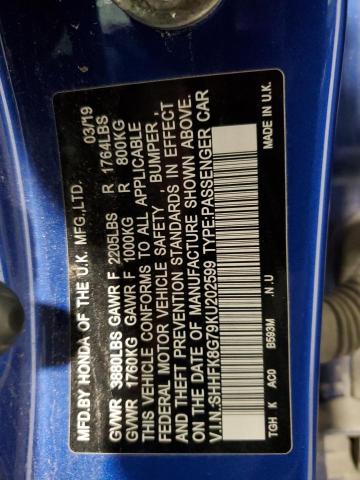 MFD.BY HONDA OF THE U.K. MFG.,LTD. 03/19
GVWR 3880LBS GAWR F 2205LBS R 1764LBS
GVWR 1760KG GAWR F 1000KG R 800KG
THIS VEHICLE CONFORMS TO ALL APPLICABLE
FEDERAL MOTOR VEHICLE SAFETY , BUMPER ,
AND THEFT PREVENTION STANDARDS IN EFFECT
ON THE DATE OF MANUFACTURE SHOWN ABOVE.
V.I.N.:SHHFK8G79KU202599 TYPE:PASSENGER CAR
TGH K AC0 B593M .N.U MADE IN U.K.